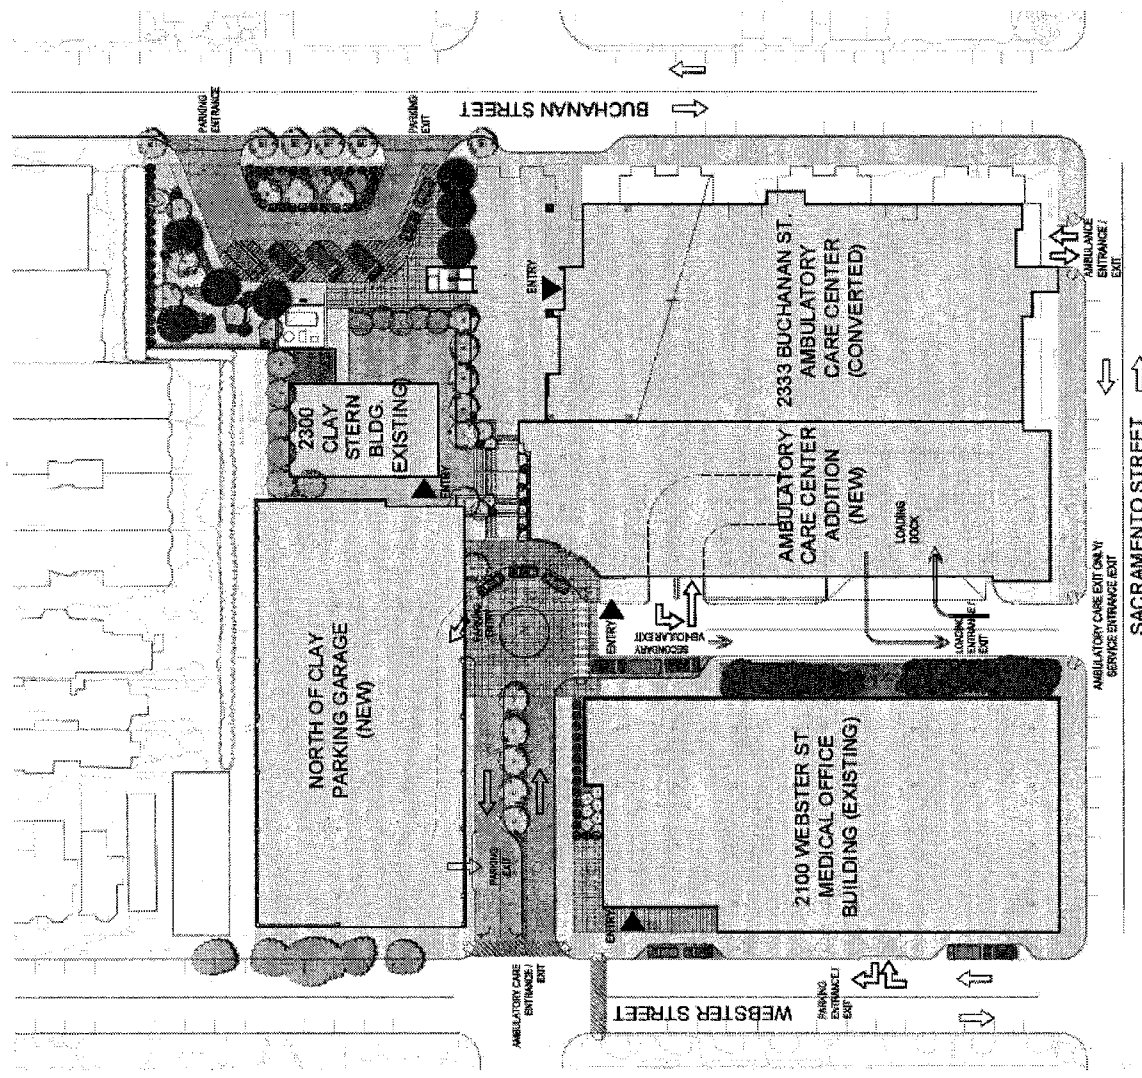 PARKING
ENTRANCE
PARKING
EXIT
BUCHANAN STREET
ENTRY
2333 BUCHANAN ST.
AMBULATORY
CARE CENTER
(CONVERTED)
AMBULANCE
ENTRANCE /
EXIT
2300
CLAY
STERN
BLDG.
EXISTING)
ENTRY
AMBULATORY
CARE CENTER
ADDITION
(NEW)
LOADING
DOCK
NORTH OF CLAY
PARKING GARAGE
(NEW)
PARKING
ENTRY
ENTRY
SECONDARY
VEHICULAR EXIT
LOADING
ENTRANCE /
EXIT
AMBULATORY CARE EXIT ONLY/
SERVICE ENTRANCE /EXIT
SACRAMENTO STREET
PARKING
EXIT
2100 WEBSTER ST
MEDICAL OFFICE
BUILDING (EXISTING)
ENTRY
AMBULATORY CARE
ENTRANCE /
EXIT
WEBSTER STREET
PARKING
ENTRANCE /
EXIT